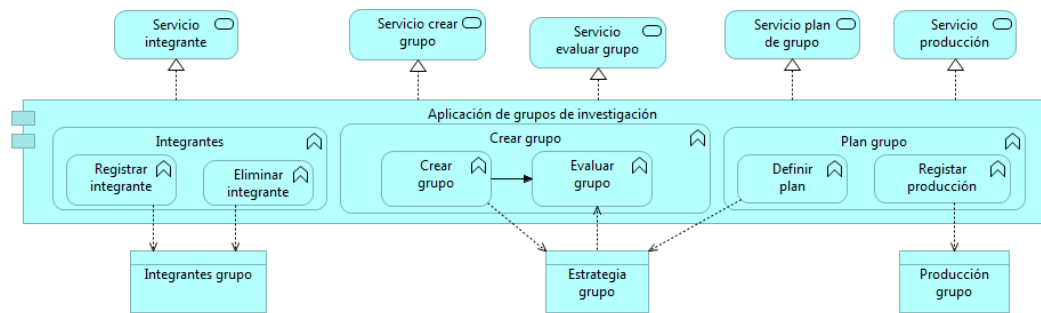 Servicio
integrante
Servicio crear
grupo
Servicio
evaluar grupo
Servicio plan
de grupo
Servicio
producción
Aplicación de grupos de investigación
Integrantes
Registrar
integrante
Eliminar
integrante
Crear grupo
Crear
grupo
Evaluar
grupo
Plan grupo
Definir
plan
Registar
producción
Integrantes grupo
Estrategia
grupo
Producción
grupo